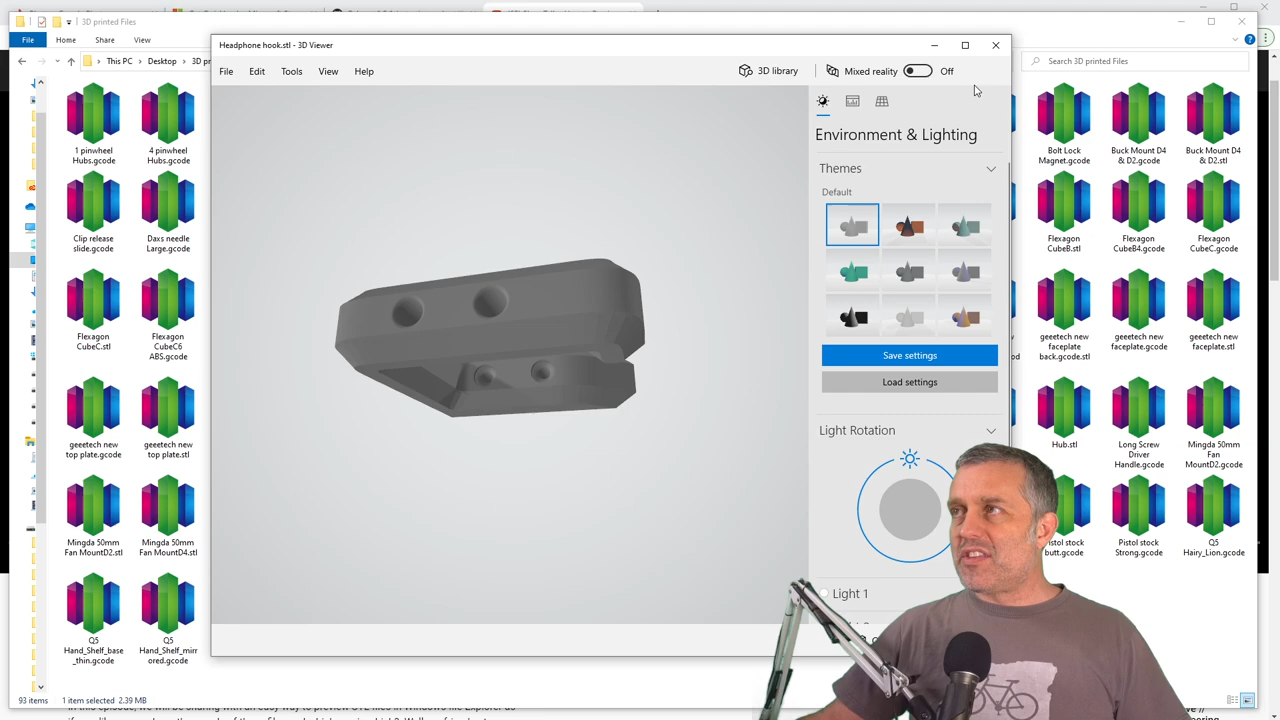 3D printed Files
File
Home
Share
View
This PC
Desktop
3D pr
Search 3D printed Files
Headphone hook.stl - 3D Viewer
File
Edit
Tools
View
Help
3D library
Mixed reality
Off
Environment & Lighting
Themes
Default
Save settings
Load settings
Light Rotation
Light 1
1 pinwheel
Hubs.gcode
4 pinwheel
Hubs.gcode
Clip release
slide.gcode
Daxs needle
Large.gcode
Flexagon
CubeC.stl
Flexagon
CubeC6
ABS.gcode
geeetech new
top plate.gcode
geeetech new
top plate.stl
Mingda 50mm
Fan MountD2.stl
Mingda 50mm
Fan MountD4.stl
Q5
Hand_Shelf_base
_thin.gcode
Q5
Hand_Shelf_mirr
ored.gcode
Bolt Lock
Magnet.gcode
Buck Mount D4
& D2.gcode
Buck Mount D4
& D2.stl
Flexagon
CubeB.stl
Flexagon
CubeB4.gcode
Flexagon
CubeC.gcode
geeetech new
faceplate
back.gcode.stl
geeetech new
faceplate.gcode
geeetech new
faceplate.stl
Hub.stl
Long Screw
Driver
Handle.gcode
Mingda 50mm
Fan
MountD2.gcode
Pistol stock
butt.gcode
Pistol stock
Strong.gcode
Q5
Hairy_Lion.gcode
93 items
1 item selected 2.39 MB